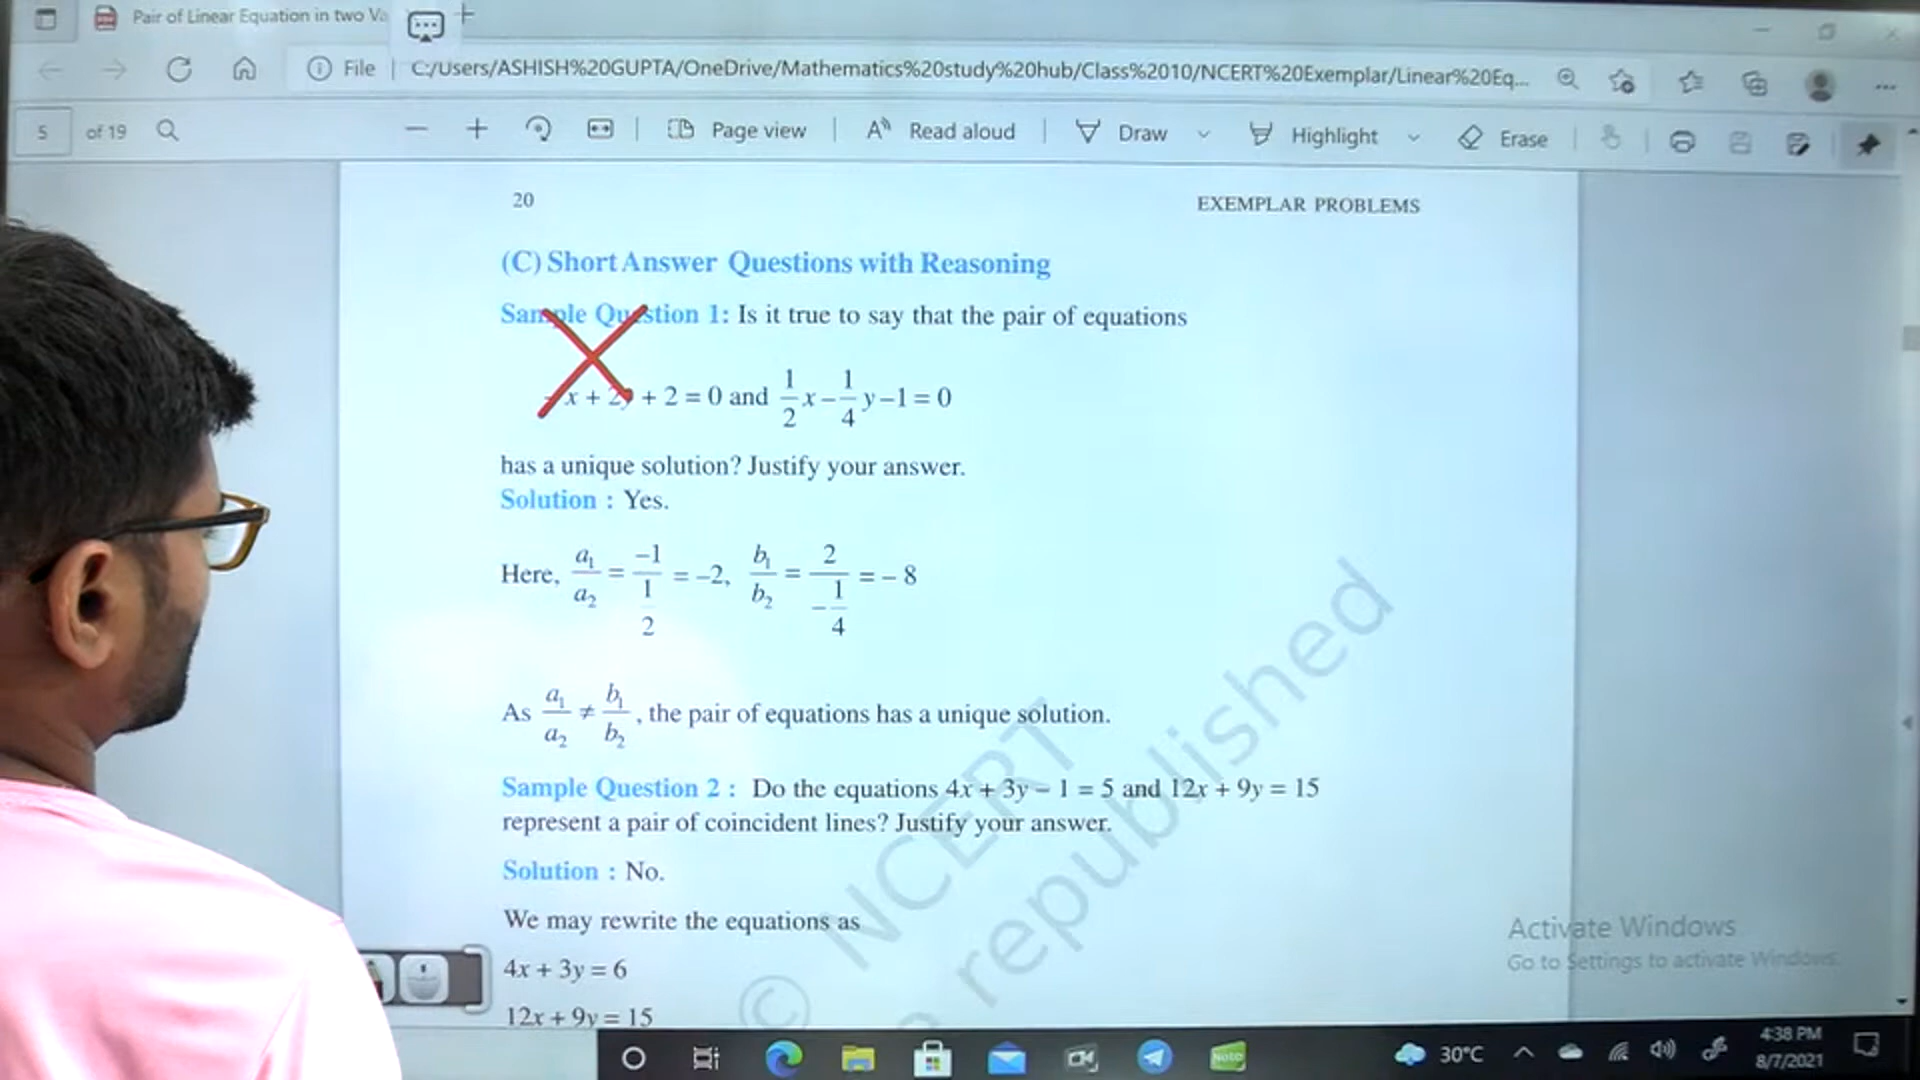 Pair of Linear Equation in two Va
File
C:/Users/ASHISH%20GUPTA/OneDrive/Mathematics%20study%20hub/Class%2010/NCERT%20Exemplar/Linear%20Eq...
5 of 19
Page view
Read aloud
Draw
Highlight
Erase
20
EXEMPLAR PROBLEMS
(C) Short Answer Questions with Reasoning
Sample Question 1: Is it true to say that the pair of equations
x + 2y + 2 = 0 and 1/2 x – 1/4 y – 1 = 0
has a unique solution? Justify your answer.
Solution : Yes.
Here, a₁/a₂ = –1/(1/2) = –2, b₁/b₂ = 2/(–1/4) = – 8
As a₁/a₂ ≠ b₁/b₂ , the pair of equations has a unique solution.
Sample Question 2 : Do the equations 4x + 3y – 1 = 5 and 12x + 9y = 15
represent a pair of coincident lines? Justify your answer.
Solution : No.
We may rewrite the equations as
4x + 3y = 6
12x + 9y = 15
© NCERT
republished
Activate Windows
Go to Settings to activate Windows.
Note
30°C
4:38 PM
8/7/2021